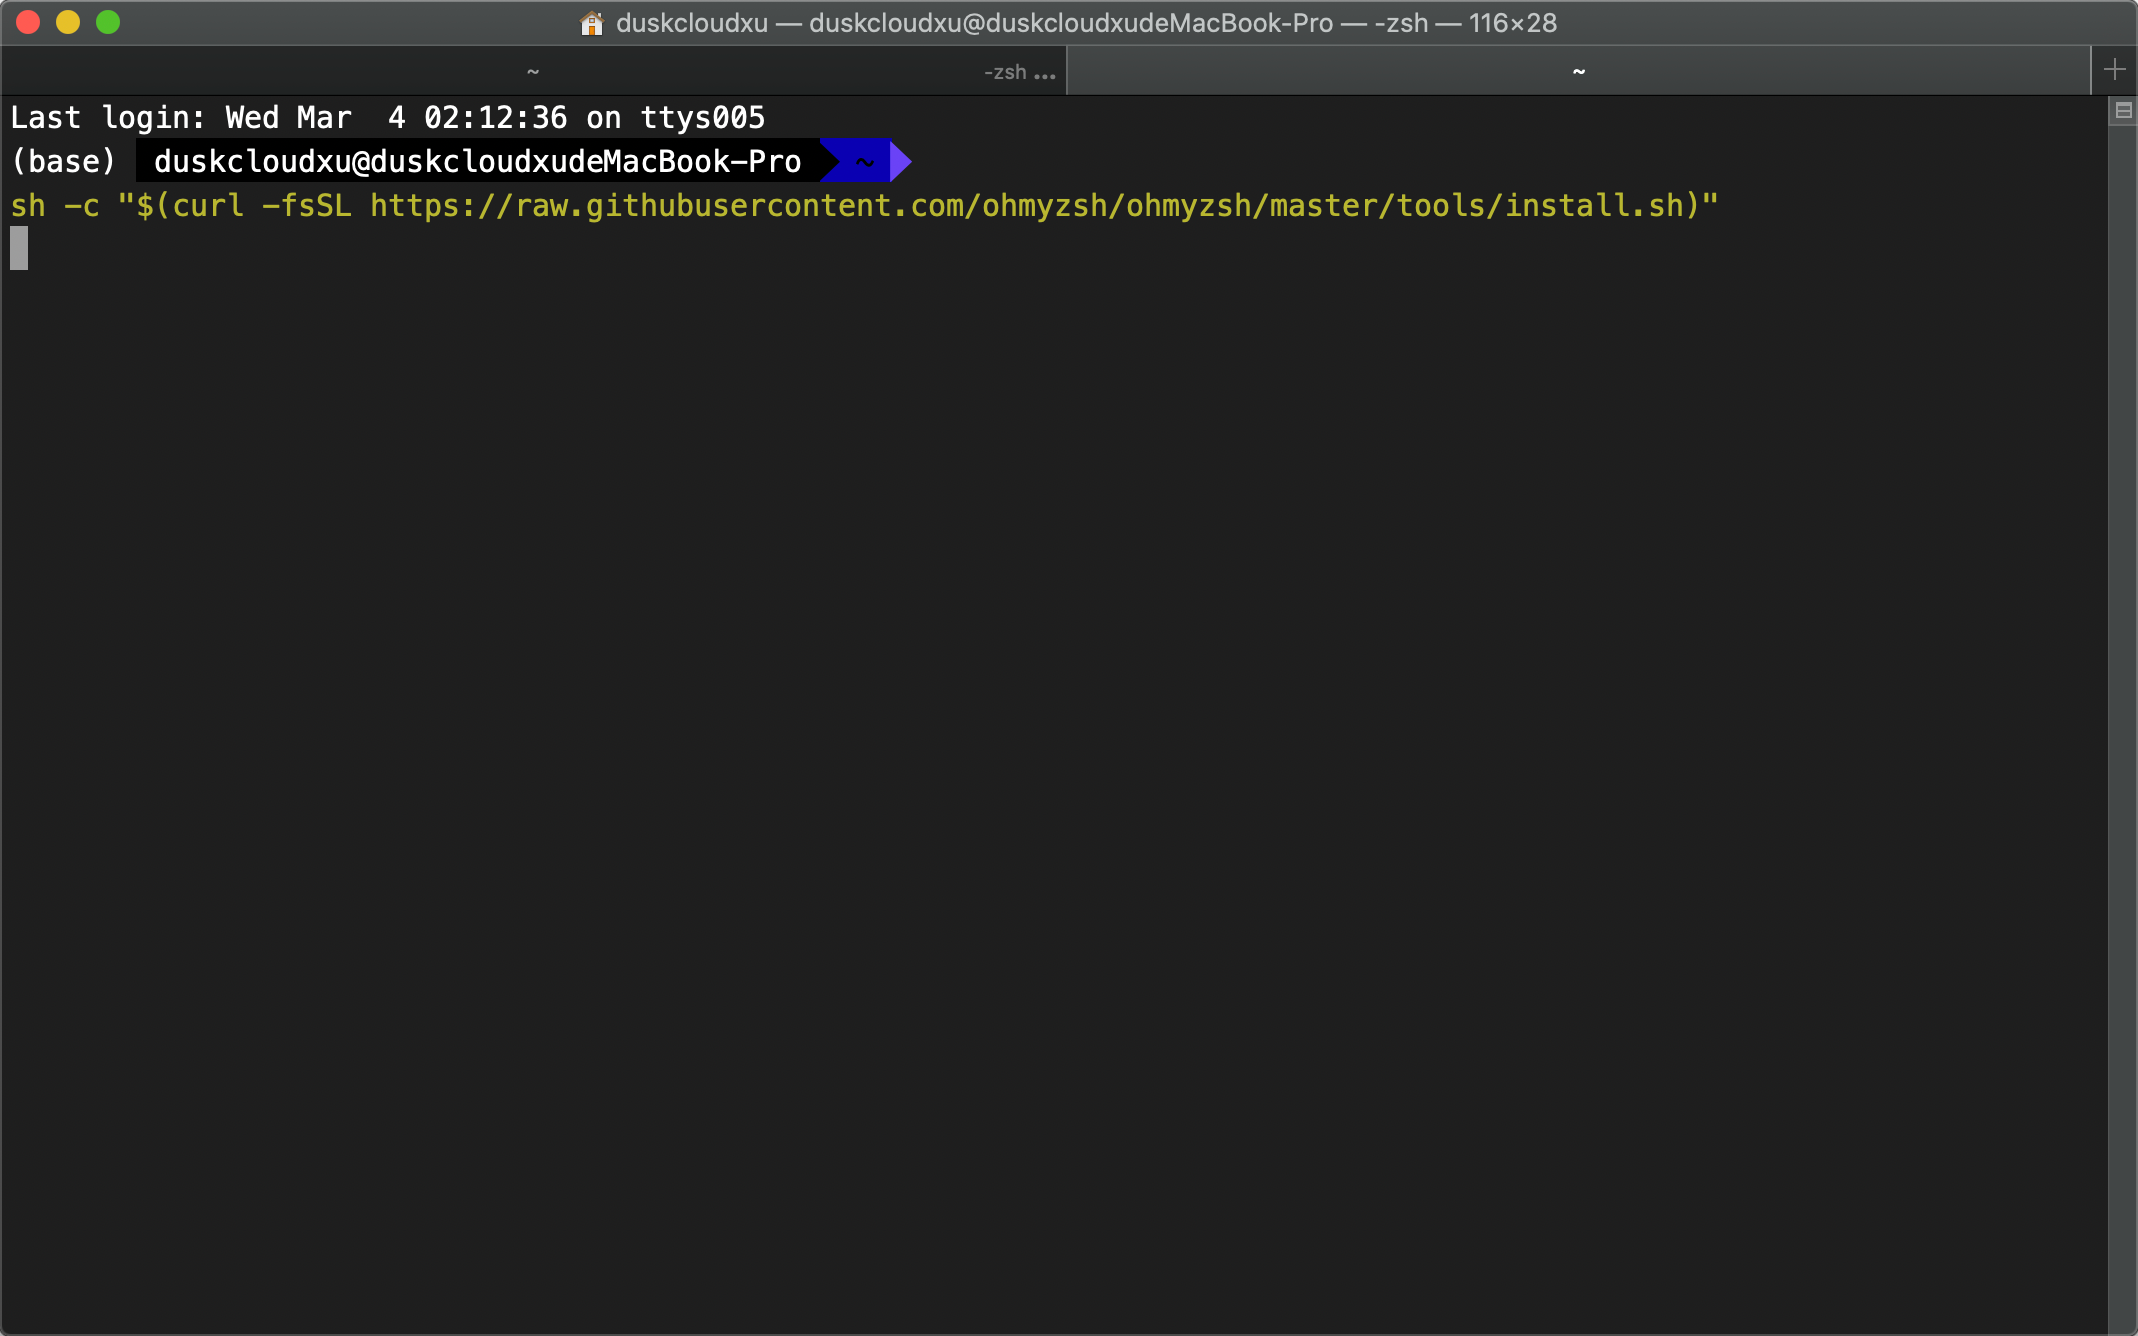 duskcloudxu — duskcloudxu@duskcloudxudeMacBook-Pro — -zsh — 116×28
~ -zsh ... ~
Last login: Wed Mar  4 02:12:36 on ttys005
(base) duskcloudxu@duskcloudxudeMacBook-Pro ~
sh -c "$(curl -fsSL https://raw.githubusercontent.com/ohmyzsh/ohmyzsh/master/tools/install.sh)"